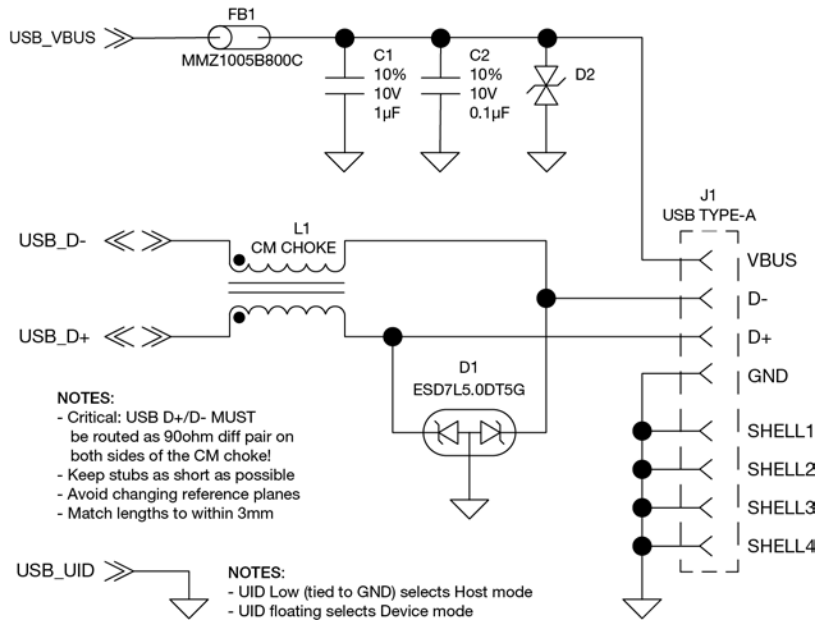 FB1
USB_VBUS
MMZ1005B800C
C1
10%
10V
1µF
C2
10%
10V
0.1µF
D2
J1
USB TYPE-A
L1
CM CHOKE
USB_D-
USB_D+
VBUS
D-
D+
GND
SHELL1
SHELL2
SHELL3
SHELL4
D1
ESD7L5.0DT5G
NOTES:
- Critical: USB D+/D- MUST
be routed as 90ohm diff pair on
both sides of the CM choke!
- Keep stubs as short as possible
- Avoid changing reference planes
- Match lengths to within 3mm
USB_UID
NOTES:
- UID Low (tied to GND) selects Host mode
- UID floating selects Device mode